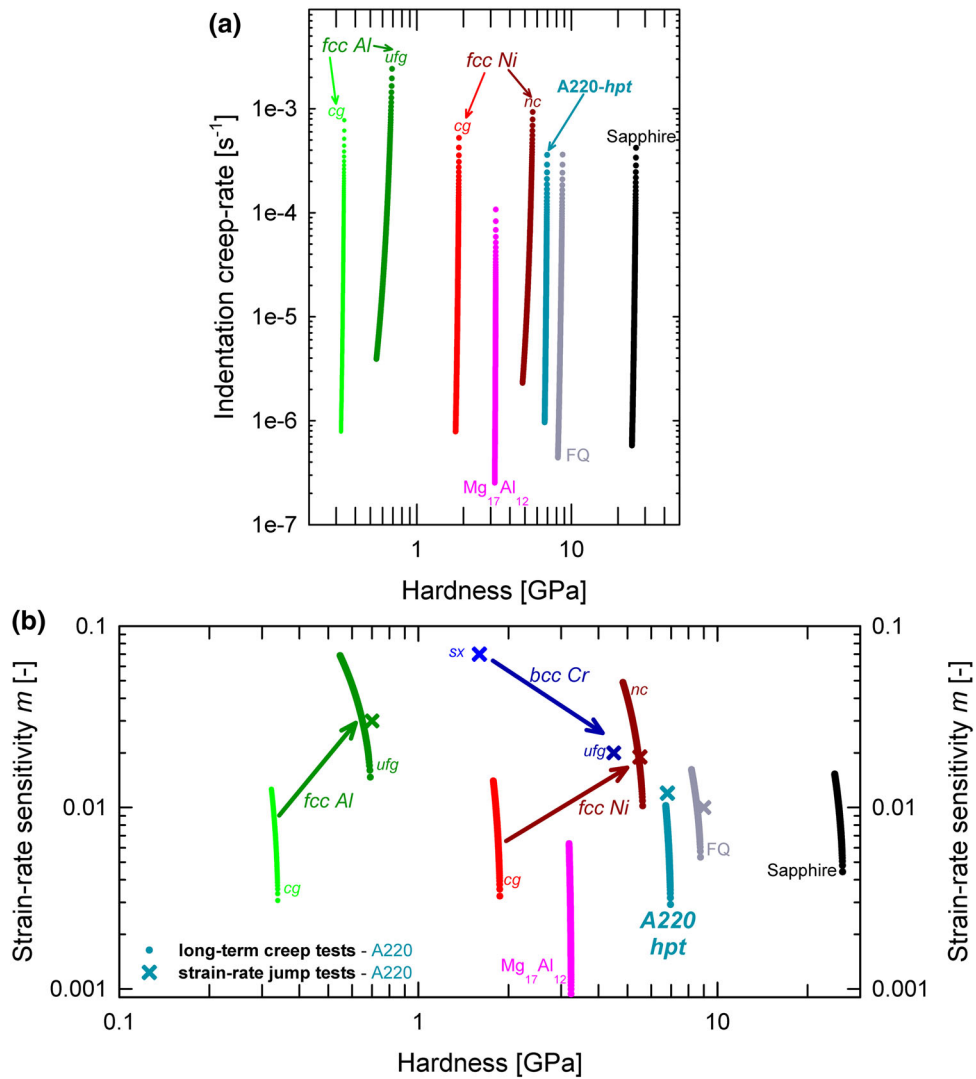 (a)
fcc Al
ufg
cg
fcc Ni
nc
cg
A220-hpt
Sapphire
1e-3
1e-4
1e-5
1e-6
1e-7
Indentation creep-rate [s⁻¹]
FQ
Mg₁₇Al₁₂
1
10
Hardness [GPa]
(b)
0.1
0.1
sx
bcc Cr
nc
ufg
ufg
fcc Al
fcc Ni
0.01
0.01
Strain-rate sensitivity m [-]
Strain-rate sensitivity m [-]
FQ
cg
cg
Sapphire
A220
hpt
long-term creep tests - A220
strain-rate jump tests - A220
Mg₁₇Al₁₂
0.001
0.001
0.1
1
10
Hardness [GPa]